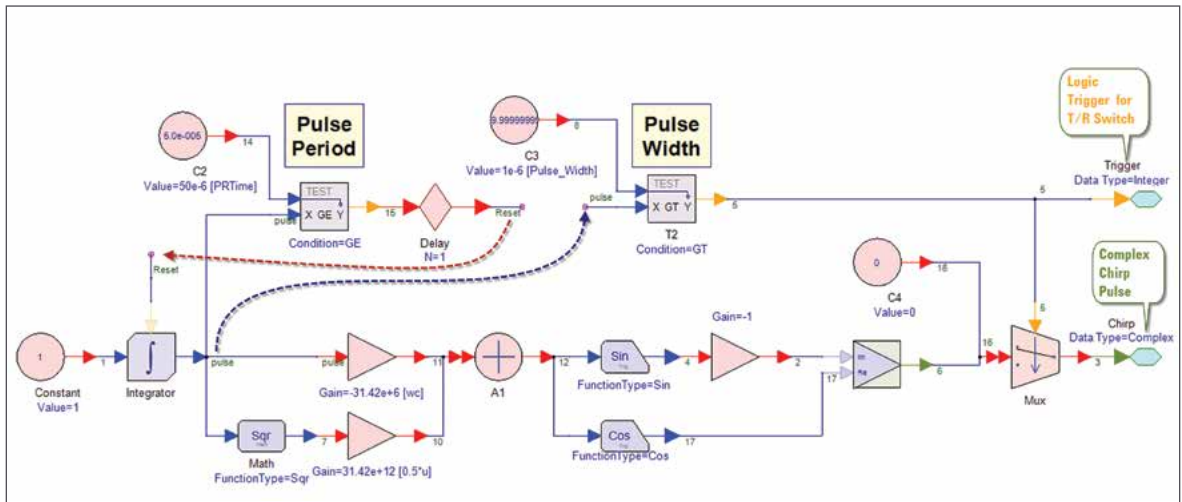 Logic
Trigger for
T/R Switch
Pulse
Period
Pulse
Width
5.0e-005
14
9.9999999
8
C2
Value=50e-6 [PRTime]
C3
Value=1e-6 [Pulse_Width]
Trigger
Data Type=Integer
TEST
X GE Y
15
Reset
pulse
Condition=GE
Delay
N=1
TEST
X GT Y
pulse
5
5
T2
Condition=GT
Reset
0
16
C4
Value=0
Complex
Chirp
Pulse
Chirp
Data Type=Complex
Gain=-1
6
1
1
Constant
Value=1
∫
Integrator
pulse
pulse
11
Gain=-31.42e+6 [wc]
A1
12
Sin
FunctionType=Sin
4
2
17
6
16
Mux
3
Sqr
Math
FunctionType=Sqr
7
10
Gain=31.42e+12 [0.5*u]
Cos
FunctionType=Cos
17